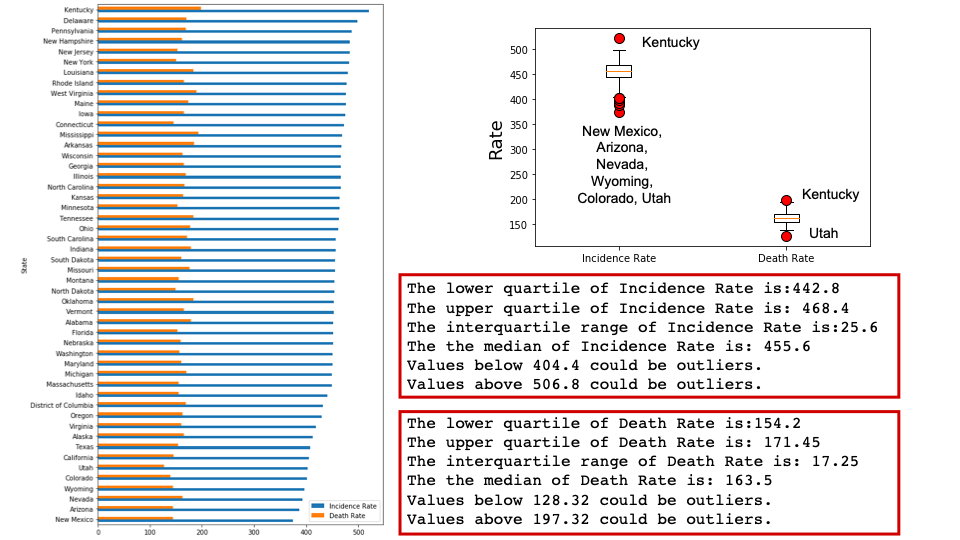 Kentucky
Delaware
Pennsylvania
New Hampshire
New Jersey
New York
Louisiana
Rhode Island
West Virginia
Maine
Iowa
Connecticut
Mississippi
Arkansas
Wisconsin
Georgia
Illinois
North Carolina
Kansas
Minnesota
Tennessee
Ohio
South Carolina
Indiana
South Dakota
Missouri
Montana
North Dakota
Oklahoma
Vermont
Alabama
Florida
Nebraska
Washington
Maryland
Michigan
Massachusetts
Idaho
District of Columbia
Oregon
Virginia
Alaska
Texas
California
Utah
Colorado
Wyoming
Nevada
Arizona
New Mexico
State
0 100 200 300 400 500
Incidence Rate
Death Rate
Rate
500
450
400
350
300
250
200
150
Kentucky
New Mexico,
Arizona,
Nevada,
Wyoming,
Colorado, Utah
Kentucky
Utah
Incidence Rate Death Rate
The lower quartile of Incidence Rate is:442.8
The upper quartile of Incidence Rate is: 468.4
The interquartile range of Incidence Rate is:25.6
The the median of Incidence Rate is: 455.6
Values below 404.4 could be outliers.
Values above 506.8 could be outliers.
The lower quartile of Death Rate is:154.2
The upper quartile of Death Rate is: 171.45
The interquartile range of Death Rate is: 17.25
The the median of Death Rate is: 163.5
Values below 128.32 could be outliers.
Values above 197.32 could be outliers.